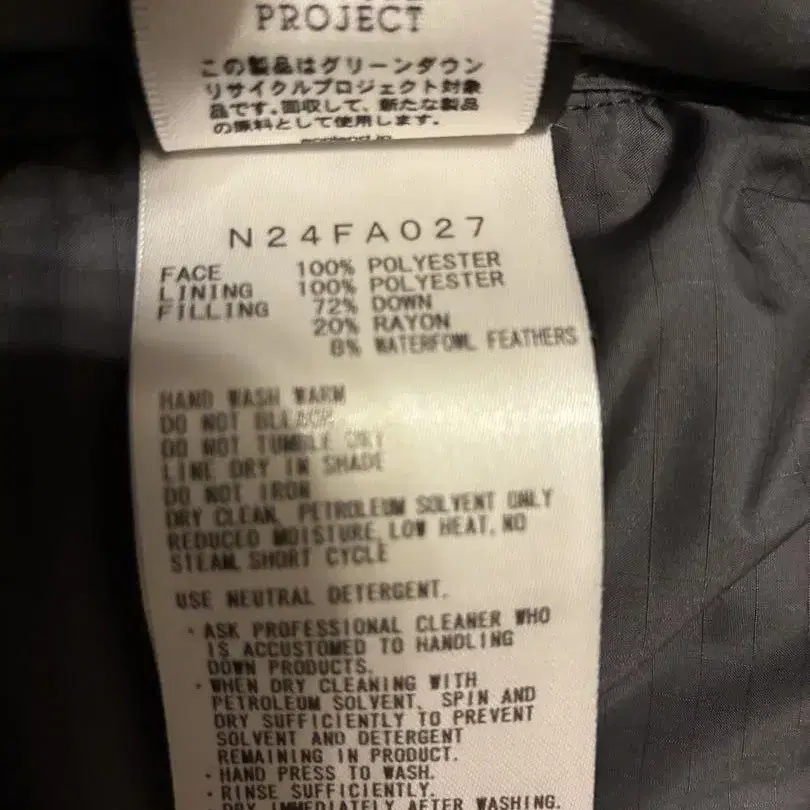 PROJECT
この製品はグリーンダウン
リサイクルプロジェクト対象
品です。回収して、新たな製品
の原料として使用します。
N24FA027
FACE 100% POLYESTER
LINING 100% POLYESTER
FILLING 72% DOWN
20% RAYON
8% WATERFOWL FEATHERS
HAND WASH WARM
DO NOT BLEACH
DO NOT TUMBLE DRY
LINE DRY IN SHADE
DO NOT IRON
DRY CLEAN, PETROLEUM SOLVENT ONLY
REDUCED MOISTURE, LOW HEAT, NO
STEAM, SHORT CYCLE
USE NEUTRAL DETERGENT.
・ASK PROFESSIONAL CLEANER WHO
IS ACCUSTOMED TO HANDLING
DOWN PRODUCTS.
・WHEN DRY CLEANING WITH
PETROLEUM SOLVENT, SPIN AND
DRY SUFFICIENTLY TO PREVENT
SOLVENT AND DETERGENT
REMAINING IN PRODUCT.
・HAND PRESS TO WASH.
・RINSE SUFFICIENTLY.
・DRY IMMEDIATELY AFTER WASHING.